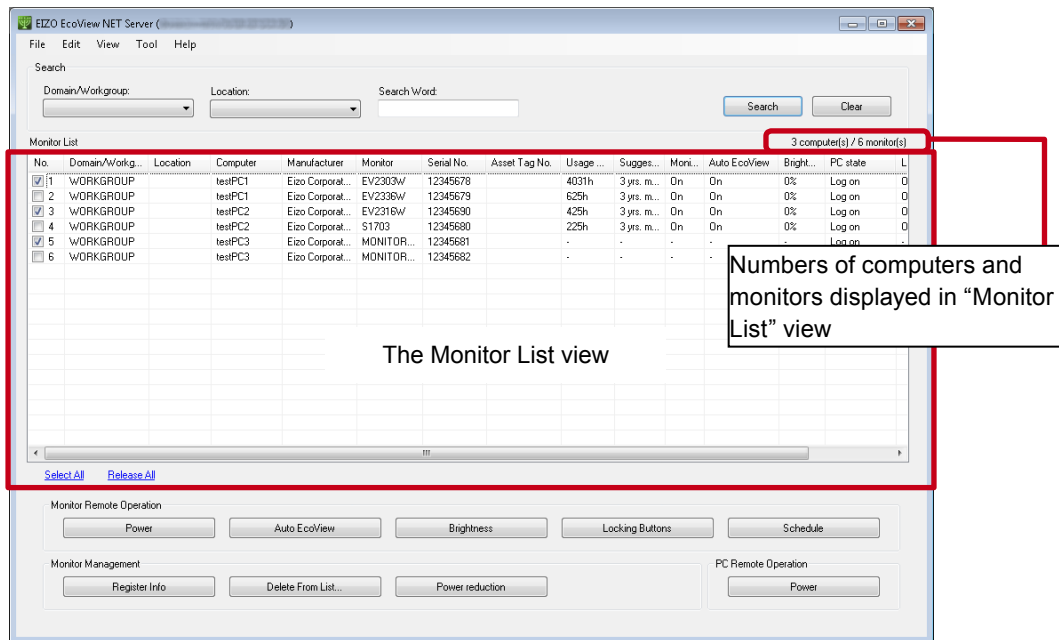 EIZO EcoView NET Server ( )
File Edit View Tool Help
Search
Domain/Workgroup: Location: Search Word:
Search Clear
Monitor List 3 computer(s) / 6 monitor(s)
No. Domain/Workg... Location Computer Manufacturer Monitor Serial No. Asset Tag No. Usage ... Sugges... Moni... Auto EcoView Bright... PC state L
1 WORKGROUP testPC1 Eizo Corporat... EV2303W 12345678 4031h 3 yrs. m... On On 0% Log on 0
2 WORKGROUP testPC1 Eizo Corporat... EV2336W 12345679 625h 3 yrs. m... On On 0% Log on 0
3 WORKGROUP testPC2 Eizo Corporat... EV2316W 12345690 425h 3 yrs. m... On On 0% Log on 0
4 WORKGROUP testPC2 Eizo Corporat... S1703 12345680 225h 3 yrs. m... On On 0% Log on 0
5 WORKGROUP testPC3 Eizo Corporat... MONITOR... 12345681 - - - - - Log on -
6 WORKGROUP testPC3 Eizo Corporat... MONITOR... 12345682 - - - -
Numbers of computers and
monitors displayed in “Monitor
List” view
The Monitor List view
Select All Release All
Monitor Remote Operation
Power Auto EcoView Brightness Locking Buttons Schedule
Monitor Management PC Remote Operation
Register Info Delete From List... Power reduction Power